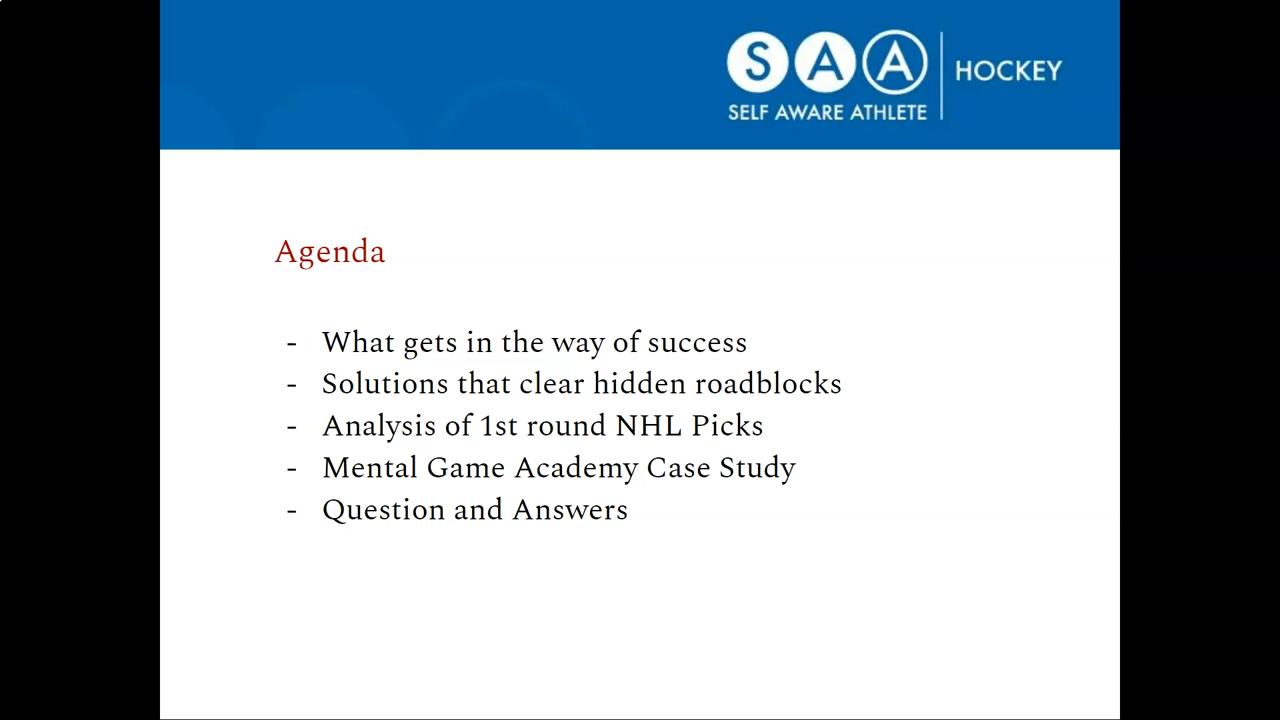 SAA
HOCKEY
SELF AWARE ATHLETE
Agenda
- What gets in the way of success
- Solutions that clear hidden roadblocks
- Analysis of 1st round NHL Picks
- Mental Game Academy Case Study
- Question and Answers